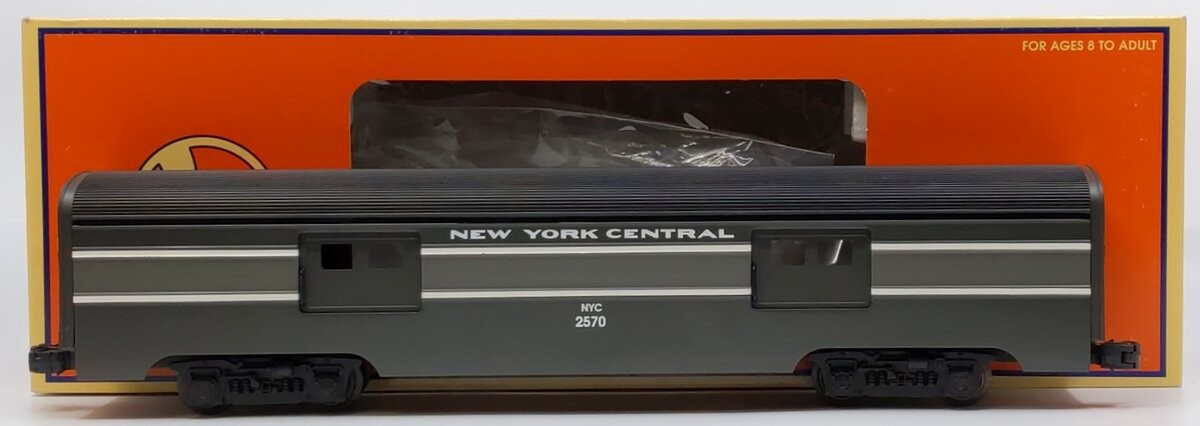 FOR AGES 8 TO ADULT
NEW YORK CENTRAL
NYC
2570